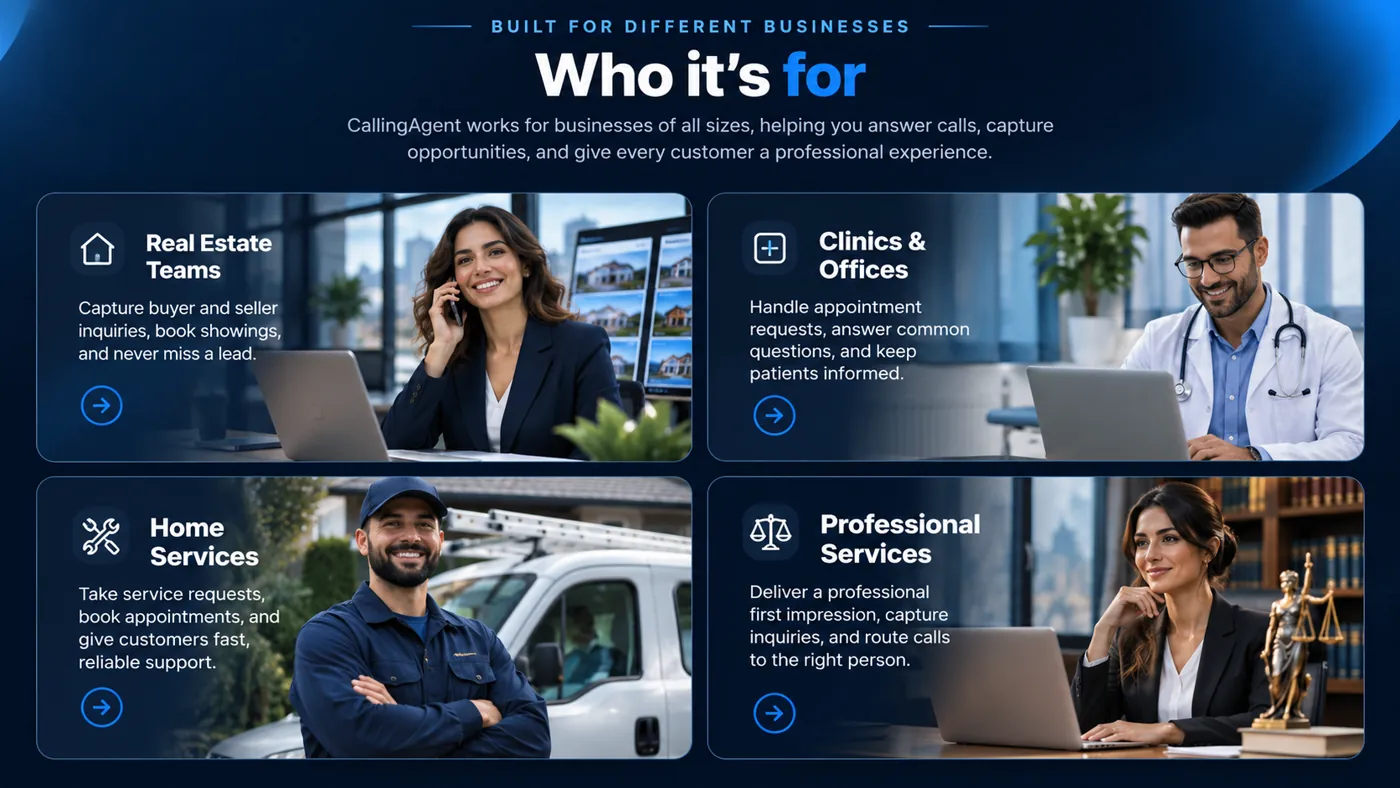 BUILT FOR DIFFERENT BUSINESSES
Who it's for
CallingAgent works for businesses of all sizes, helping you answer calls, capture
opportunities, and give every customer a professional experience.
Real Estate
Teams
Capture buyer and seller
inquiries, book showings,
and never miss a lead.
Clinics &
Offices
Handle appointment
requests, answer common
questions, and keep
patients informed.
Home
Services
Take service requests,
book appointments, and
give customers fast,
reliable support.
Professional
Services
Deliver a professional
first impression, capture
inquiries, and route calls
to the right person.